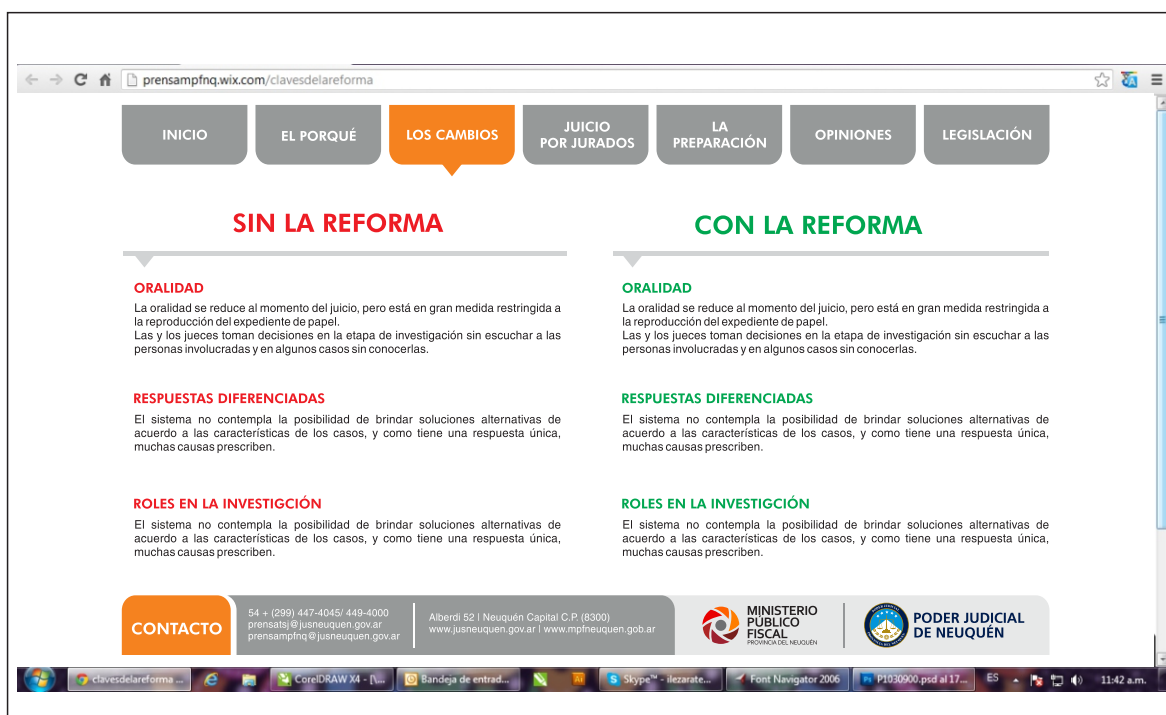 prensampfnq.wix.com/clavesdelareforma
INICIO
EL PORQUÉ
LOS CAMBIOS
JUICIO
POR JURADOS
LA
PREPARACIÓN
OPINIONES
LEGISLACIÓN
SIN LA REFORMA
ORALIDAD
La oralidad se reduce al momento del juicio, pero está en gran medida restringida a
la reproducción del expediente de papel.
Las y los jueces toman decisiones en la etapa de investigación sin escuchar a las
personas involucradas y en algunos casos sin conocerlas.
RESPUESTAS DIFERENCIADAS
El sistema no contempla la posibilidad de brindar soluciones alternativas de
acuerdo a las características de los casos, y como tiene una respuesta única,
muchas causas prescriben.
ROLES EN LA INVESTIGCIÓN
El sistema no contempla la posibilidad de brindar soluciones alternativas de
acuerdo a las características de los casos, y como tiene una respuesta única,
muchas causas prescriben.
CON LA REFORMA
ORALIDAD
La oralidad se reduce al momento del juicio, pero está en gran medida restringida a
la reproducción del expediente de papel.
Las y los jueces toman decisiones en la etapa de investigación sin escuchar a las
personas involucradas y en algunos casos sin conocerlas.
RESPUESTAS DIFERENCIADAS
El sistema no contempla la posibilidad de brindar soluciones alternativas de
acuerdo a las características de los casos, y como tiene una respuesta única,
muchas causas prescriben.
ROLES EN LA INVESTIGCIÓN
El sistema no contempla la posibilidad de brindar soluciones alternativas de
acuerdo a las características de los casos, y como tiene una respuesta única,
muchas causas prescriben.
CONTACTO
54 + (299) 447-4045/ 449-4000
prensatsj@jusneuquen.gov.ar
prensampfnq@jusneuquen.gov.ar
Alberdi 52 | Neuquén Capital C.P. (8300)
www.jusneuquen.gov.ar | www.mpfneuquen.gob.ar
MINISTERIO
PÚBLICO
FISCAL
PROVINCIA DEL NEUQUÉN
PODER JUDICIAL
DE NEUQUÉN
clavesdelareforma ...
CorelDRAW X4 - [\...
Bandeja de entrad...
Ai
Skype™ - ilezarate...
Font Navigator 2006
Ps
P1030900.psd al 17...
ES
11:42 a.m.